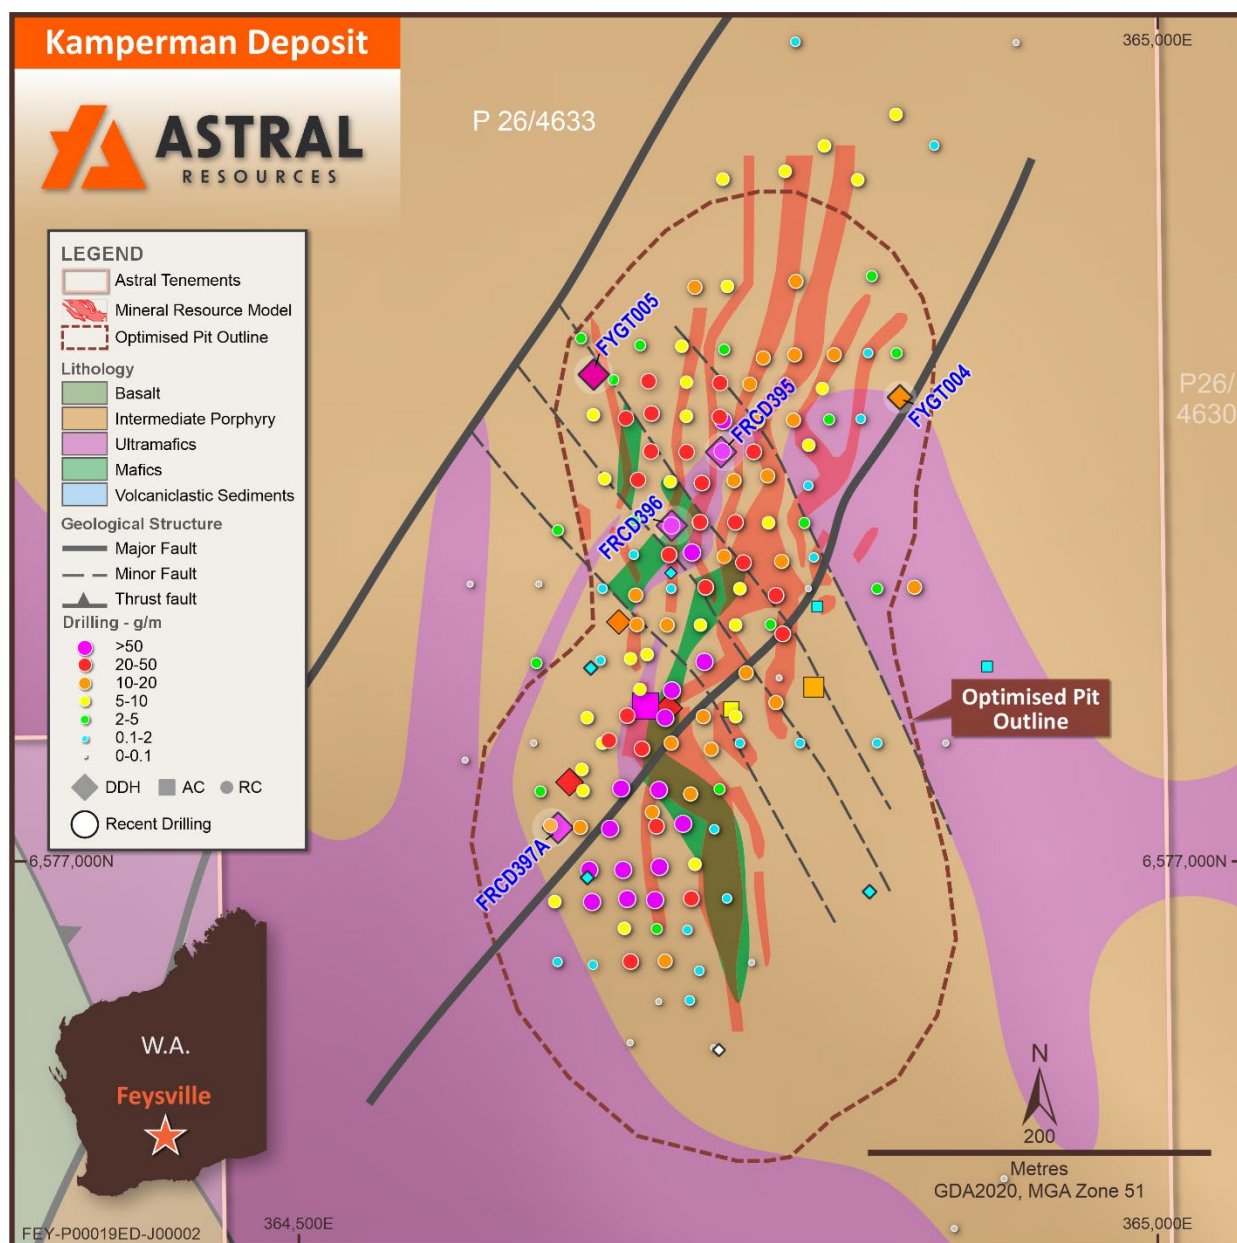 Kamperman Deposit
ASTRAL
RESOURCES
P 26/4633
365,000E
P26/
4630
LEGEND
Astral Tenements
Mineral Resource Model
Optimised Pit Outline
Lithology
Basalt
Intermediate Porphyry
Ultramafics
Mafics
Volcaniclastic Sediments
Geological Structure
Major Fault
Minor Fault
Thrust fault
Drilling - g/m
>50
20-50
10-20
5-10
2-5
0.1-2
0-0.1
DDH AC RC
Recent Drilling
FYGT005
FYGT004
FRCD395
FRCD396
FRCD397A
Optimised Pit
Outline
6,577,000N
6,577,000N
W.A.
Feysville
N
200
Metres
GDA2020, MGA Zone 51
FEY-P00019ED-J00002
364,500E
365,000E